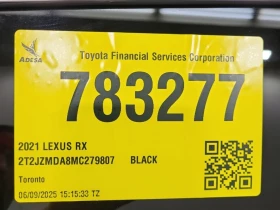 ADESA
Toyota Financial Services Corporation
783277
2021 LEXUS RX
2T2JZMDA8MC279807 BLACK
Toronto
06/09/2025 15:15:33 TZ